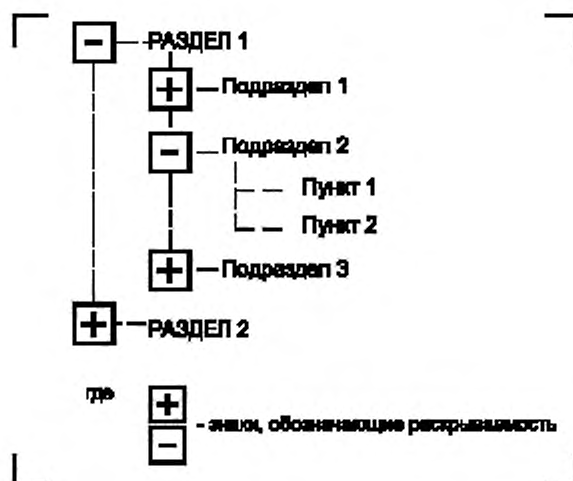 - РАЗДЕЛ 1
+ Подраздел 1
- Подраздел 2
Пункт 1
Пункт 2
+ Подраздел 3
+ РАЗДЕЛ 2
где
+
- - знаки, обозначающие раскрываемость